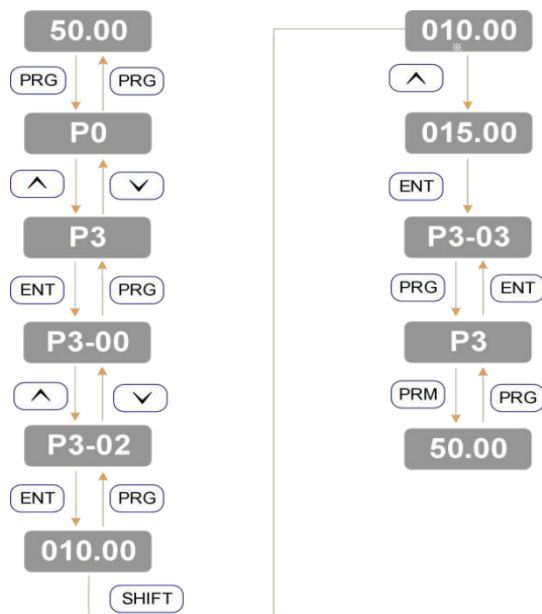 50.00
PRG PRG
P0
P3
ENT PRG
P3-00
P3-02
ENT PRG
010.00
SHIFT
010.00
※
015.00
ENT
P3-03
PRG ENT
P3
PRM PRG
50.00